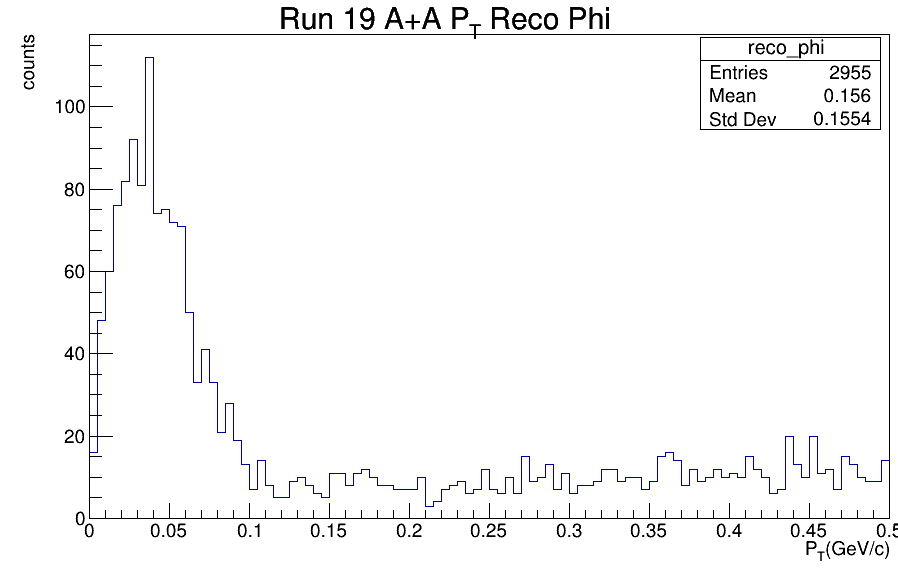 Run 19 A+A P_T Reco Phi
counts
reco_phi
Entries 2955
Mean 0.156
Std Dev 0.1554
100
80
60
40
20
0
0 0.05 0.1 0.15 0.2 0.25 0.3 0.35 0.4 0.45 0.5
P_T(GeV/c)